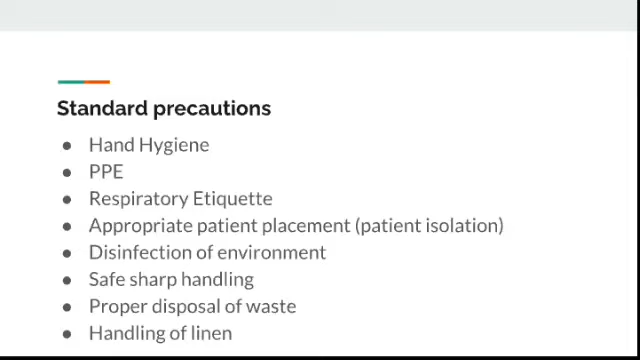 Standard precautions
● Hand Hygiene
● PPE
● Respiratory Etiquette
● Appropriate patient placement (patient isolation)
● Disinfection of environment
● Safe sharp handling
● Proper disposal of waste
● Handling of linen